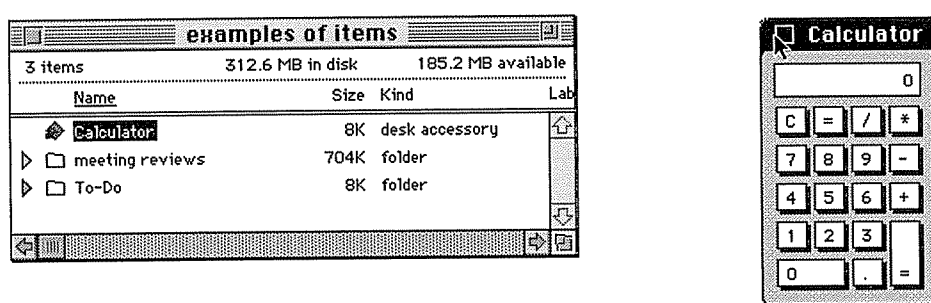 examples of items
3 items 312.6 MB in disk 185.2 MB available
Name Size Kind Lab
Calculator 8K desk accessory
meeting reviews 704K folder
To-Do 8K folder
Calculator
0
C = / *
7 8 9 -
4 5 6 +
1 2 3
0 . =